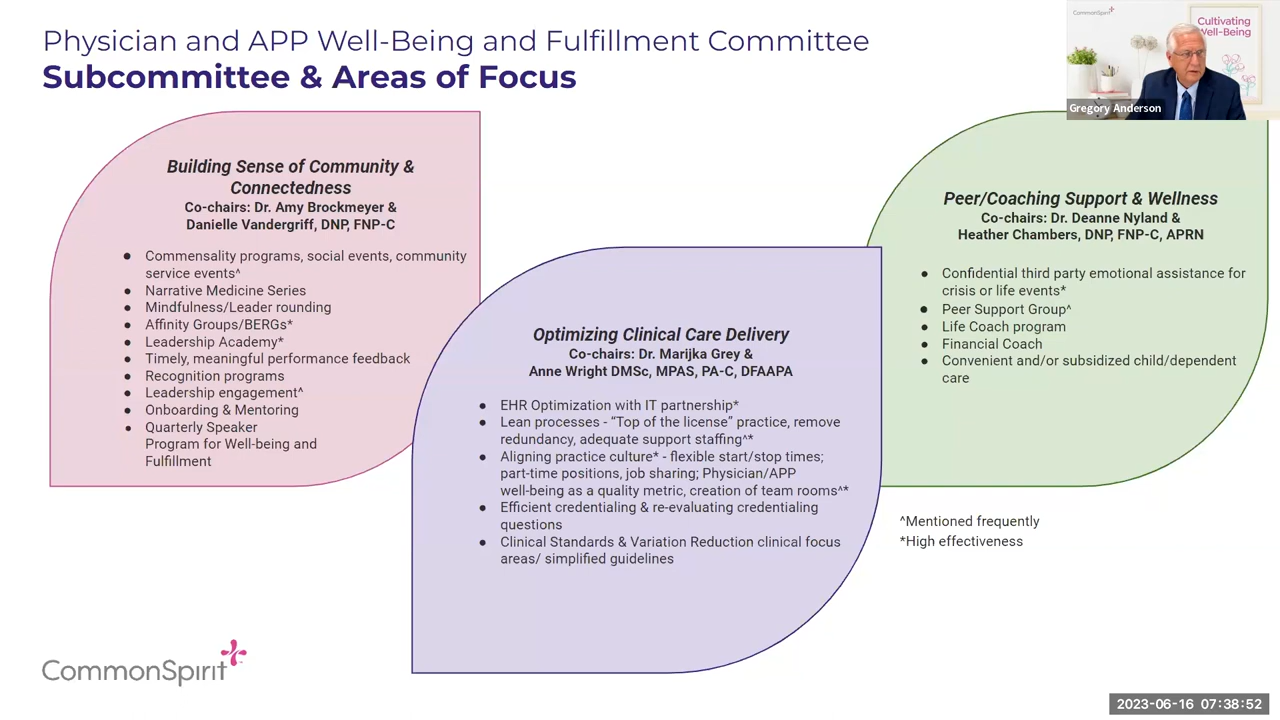 Physician and APP Well-Being and Fulfillment Committee
Subcommittee & Areas of Focus
CommonSpirit
Cultivating
Well-Being
Gregory Anderson
Building Sense of Community &
Connectedness
Co-chairs: Dr. Amy Brockmeyer &
Danielle Vandergriff, DNP, FNP-C
● Commensality programs, social events, community
service events^
● Narrative Medicine Series
● Mindfulness/Leader rounding
● Affinity Groups/BERGs*
● Leadership Academy*
● Timely, meaningful performance feedback
● Recognition programs
● Leadership engagement^
● Onboarding & Mentoring
● Quarterly Speaker
Program for Well-being and
Fulfillment
Optimizing Clinical Care Delivery
Co-chairs: Dr. Marijka Grey &
Anne Wright DMSc, MPAS, PA-C, DFAAPA
● EHR Optimization with IT partnership*
● Lean processes - “Top of the license” practice, remove
redundancy, adequate support staffing^*
● Aligning practice culture* - flexible start/stop times;
part-time positions, job sharing; Physician/APP
well-being as a quality metric, creation of team rooms^*
● Efficient credentialing & re-evaluating credentialing
questions
● Clinical Standards & Variation Reduction clinical focus
areas/ simplified guidelines
Peer/Coaching Support & Wellness
Co-chairs: Dr. Deanne Nyland &
Heather Chambers, DNP, FNP-C, APRN
● Confidential third party emotional assistance for
crisis or life events*
● Peer Support Group^
● Life Coach program
● Financial Coach
● Convenient and/or subsidized child/dependent
care
^Mentioned frequently
*High effectiveness
CommonSpirit
2023-06-16 07:38:52